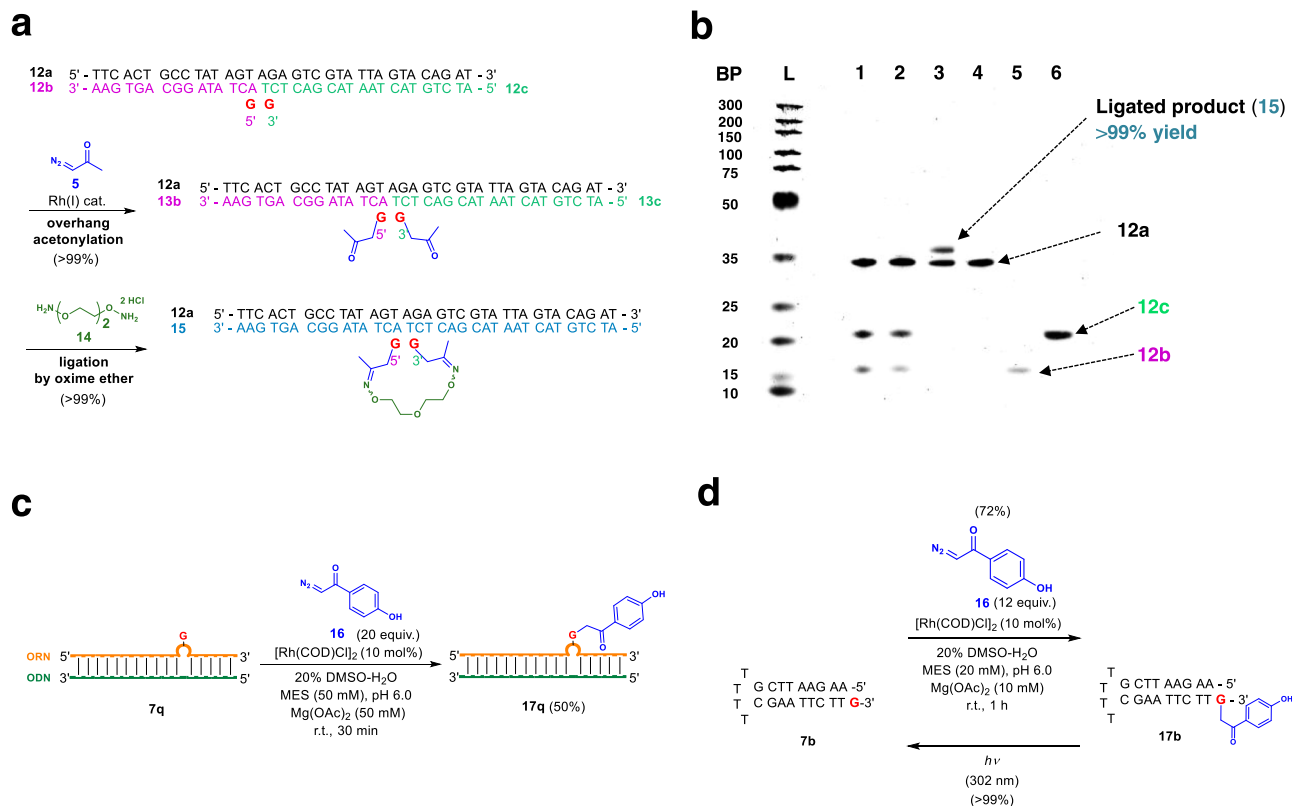 a
12a 5' - TTC ACT GCC TAT AGT AGA GTC GTA TTA GTA CAG AT - 3'
12b 3' - AAG TGA CGG ATA TCA TCT CAG CAT AAT CAT GTC TA - 5' 12c
G G
5' 3'
N2 O
5
Rh(I) cat.
overhang
acetonylation
(>99%)
12a 5' - TTC ACT GCC TAT AGT AGA GTC GTA TTA GTA CAG AT - 3'
13b 3' - AAG TGA CGG ATA TCA TCT CAG CAT AAT CAT GTC TA - 5' 13c
G G
5' 3'
O O
H2N O O NH2 2 HCl
2
14
ligation
by oxime ether
(>99%)
12a 5' - TTC ACT GCC TAT AGT AGA GTC GTA TTA GTA CAG AT - 3'
15 3' - AAG TGA CGG ATA TCA TCT CAG CAT AAT CAT GTC TA - 5'
G G
5' 3'
N N
O O
O
b
BP L 1 2 3 4 5 6
300
200
150
100
75
50
35
25
20
15
10
Ligated product (15)
>99% yield
12a
12c
12b
c
G
ORN 5' 3'
ODN 3' 5'
7q
N2 O
OH
16 (20 equiv.)
[Rh(COD)Cl]2 (10 mol%)
20% DMSO-H2O
MES (50 mM), pH 6.0
Mg(OAc)2 (50 mM)
r.t., 30 min
OH
G O
5' 3'
3' 5'
17q (50%)
d
(72%)
N2 O
OH
16 (12 equiv.)
[Rh(COD)Cl]2 (10 mol%)
20% DMSO-H2O
MES (20 mM), pH 6.0
Mg(OAc)2 (10 mM)
r.t., 1 h
T
T G CTT AAG AA -5'
T C GAA TTC TT G-3'
T
7b
hν
(302 nm)
(>99%)
T
T G CTT AAG AA - 5'
T C GAA TTC TT G - 3'
T
O
OH
17b